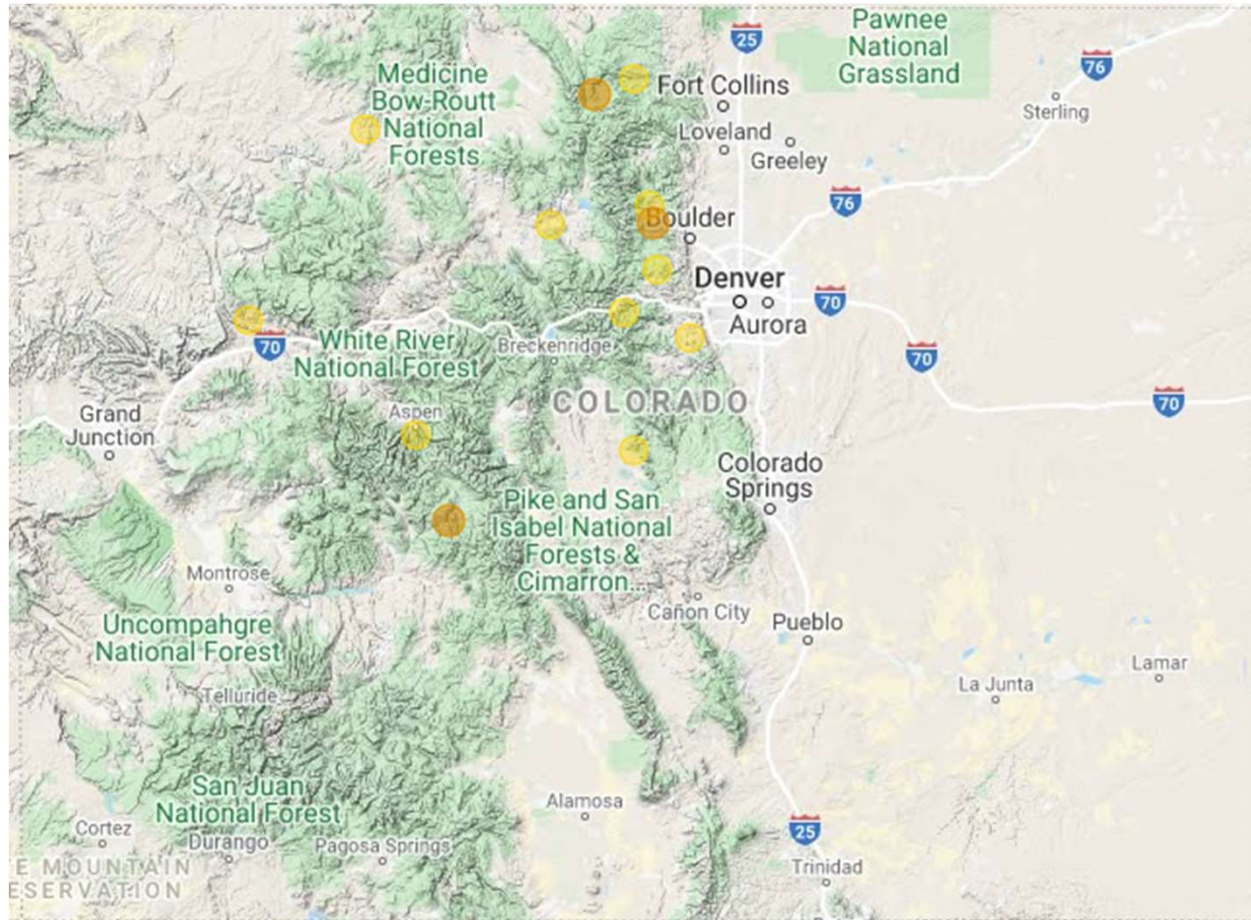 Pawnee
National
Grassland
25
76
Medicine
Bow-Routt
National
Forests
Fort Collins
Sterling
Loveland
Greeley
76
Boulder
Denver
70
Aurora
70
White River
National Forest
Breckenridge
70
COLORADO
70
Grand
Junction
Aspen
Colorado
Springs
Pike and San
Isabel National
Forests &
Cimarron...
Montrose
Cañon City
Pueblo
Uncompahgre
National Forest
Lamar
La Junta
Telluride
San Juan
National Forest
Alamosa
Cortez
Durango
Pagosa Springs
25
E MOUNTAIN
ESERVATION
Trinidad